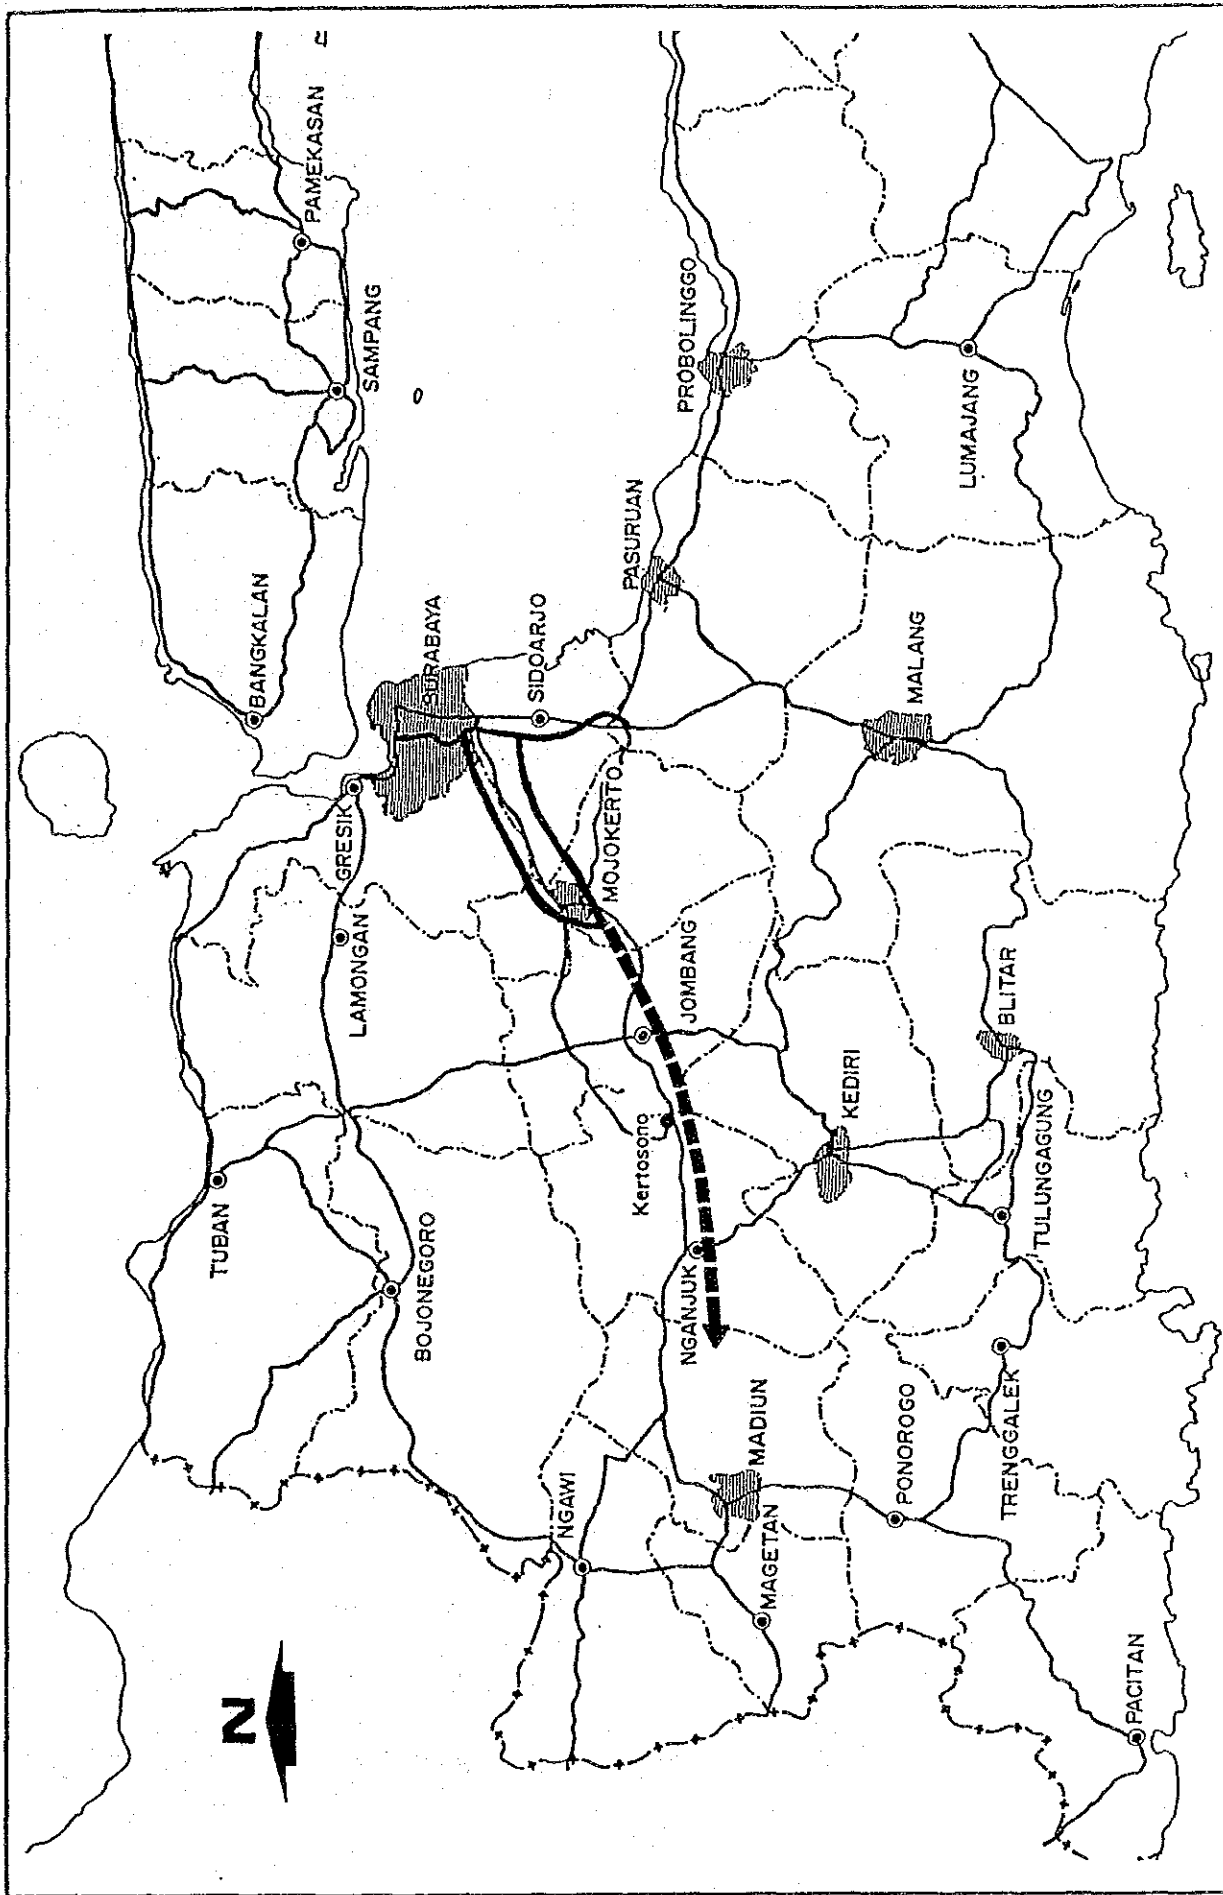 N
TUBAN
BOJONEGORO
LAMONGAN
GRESIK
BANGKALAN
SAMPANG
PAMEKASAN
SURABAYA
SIDOARJO
MOJOKERTO
JOMBANG
Kertosono
NGANJUK
NGAWI
MADIUN
MAGETAN
PONOROGO
TRENGGALEK
PACITAN
TULUNGAGUNG
KEDIRI
BLITAR
MALANG
PASURUAN
PROBOLINGGO
LUMAJANG